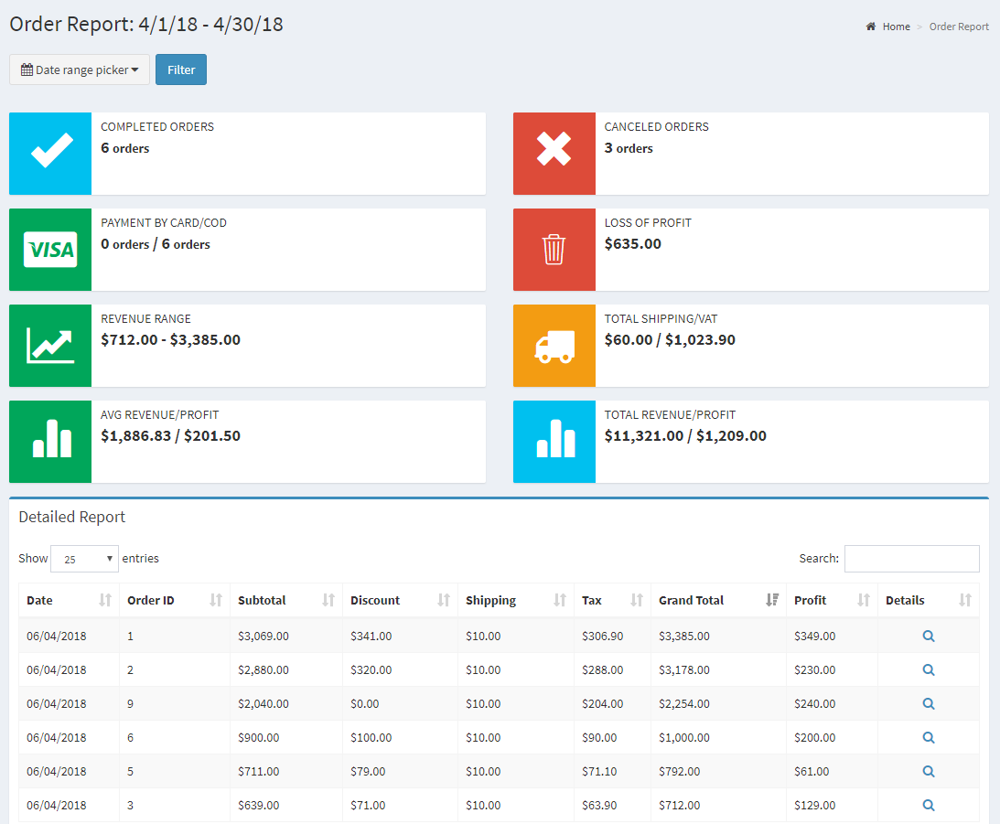 Order Report: 4/1/18 - 4/30/18
Home > Order Report
Date range picker
Filter
COMPLETED ORDERS
6 orders
CANCELED ORDERS
3 orders
VISA
PAYMENT BY CARD/COD
0 orders / 6 orders
LOSS OF PROFIT
$635.00
REVENUE RANGE
$712.00 - $3,385.00
TOTAL SHIPPING/VAT
$60.00 / $1,023.90
AVG REVENUE/PROFIT
$1,886.83 / $201.50
TOTAL REVENUE/PROFIT
$11,321.00 / $1,209.00
Detailed Report
Show 25 entries
Search:
Date Order ID Subtotal Discount Shipping Tax Grand Total Profit Details
06/04/2018 1 $3,069.00 $341.00 $10.00 $306.90 $3,385.00 $349.00
06/04/2018 2 $2,880.00 $320.00 $10.00 $288.00 $3,178.00 $230.00
06/04/2018 9 $2,040.00 $0.00 $10.00 $204.00 $2,254.00 $240.00
06/04/2018 6 $900.00 $100.00 $10.00 $90.00 $1,000.00 $200.00
06/04/2018 5 $711.00 $79.00 $10.00 $71.10 $792.00 $61.00
06/04/2018 3 $639.00 $71.00 $10.00 $63.90 $712.00 $129.00